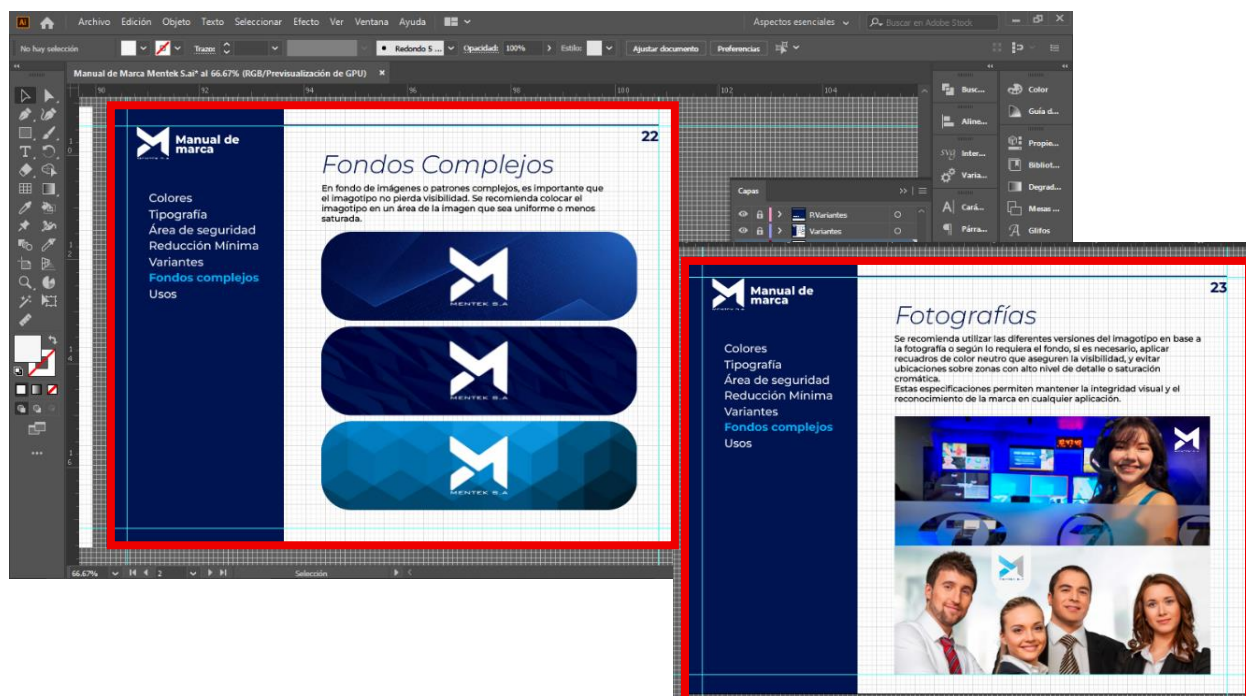 Ai
Archivo Edición Objeto Texto Seleccionar Efecto Ver Ventana Ayuda
Aspectos esenciales
Buscar en Adobe Stock
No hay selección
Trazo:
Redondo 5 ...
Opacidad: 100%
Estilo:
Ajustar documento
Preferencias
Manual de Marca Mentek S.ai* al 66.67% (RGB/Previsualización de GPU) ×
90 92 94 96 98 100 102 104
Manual de
marca
22
Fondos Complejos
En fondo de imágenes o patrones complejos, es importante que
el imagotipo no pierda visibilidad. Se recomienda colocar el
imagotipo en un área de la imagen que sea uniforme o menos
saturada.
Colores
Tipografía
Área de seguridad
Reducción Mínima
Variantes
Fondos complejos
Usos
MENTEK S.A
MENTEK S.A
MENTEK S.A
66.67%
2
Selección
Capas
P.Variantes
Variantes
Busc...
Aline...
Inter...
Varia...
Cará...
Párra...
Color
Guía d...
Propie...
Bibliot...
Degrad...
Mesas ...
Glifos
Manual de
marca
23
Fotografías
Se recomienda utilizar las diferentes versiones del imagotipo en base a
la fotografía o según lo requiera el fondo, si es necesario, aplicar
recuadros de color neutro que aseguren la visibilidad, y evitar
ubicaciones sobre zonas con alto nivel de detalle o saturación
cromática.
Estas especificaciones permiten mantener la integridad visual y el
reconocimiento de la marca en cualquier aplicación.
Colores
Tipografía
Área de seguridad
Reducción Mínima
Variantes
Fondos complejos
Usos